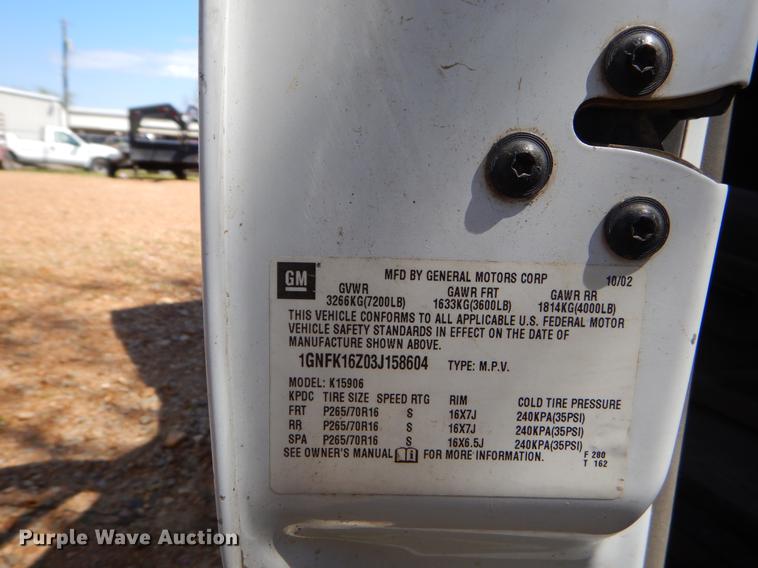 GM
MFD BY GENERAL MOTORS CORP 10/02
GVWR GAWR FRT GAWR RR
3266KG(7200LB) 1633KG(3600LB) 1814KG(4000LB)
THIS VEHICLE CONFORMS TO ALL APPLICABLE U.S. FEDERAL MOTOR
VEHICLE SAFETY STANDARDS IN EFFECT ON THE DATE OF
MANUFACTURE SHOWN ABOVE.
1GNFK16Z03J158604 TYPE: M.P.V.
MODEL: K15906
KPDC TIRE SIZE SPEED RTG RIM COLD TIRE PRESSURE
FRT P265/70R16 S 16X7J 240KPA(35PSI)
RR P265/70R16 S 16X7J 240KPA(35PSI)
SPA P265/70R16 S 16X6.5J 240KPA(35PSI)
SEE OWNER'S MANUAL FOR MORE INFORMATION.
F 280
T 162
Purple Wave Auction